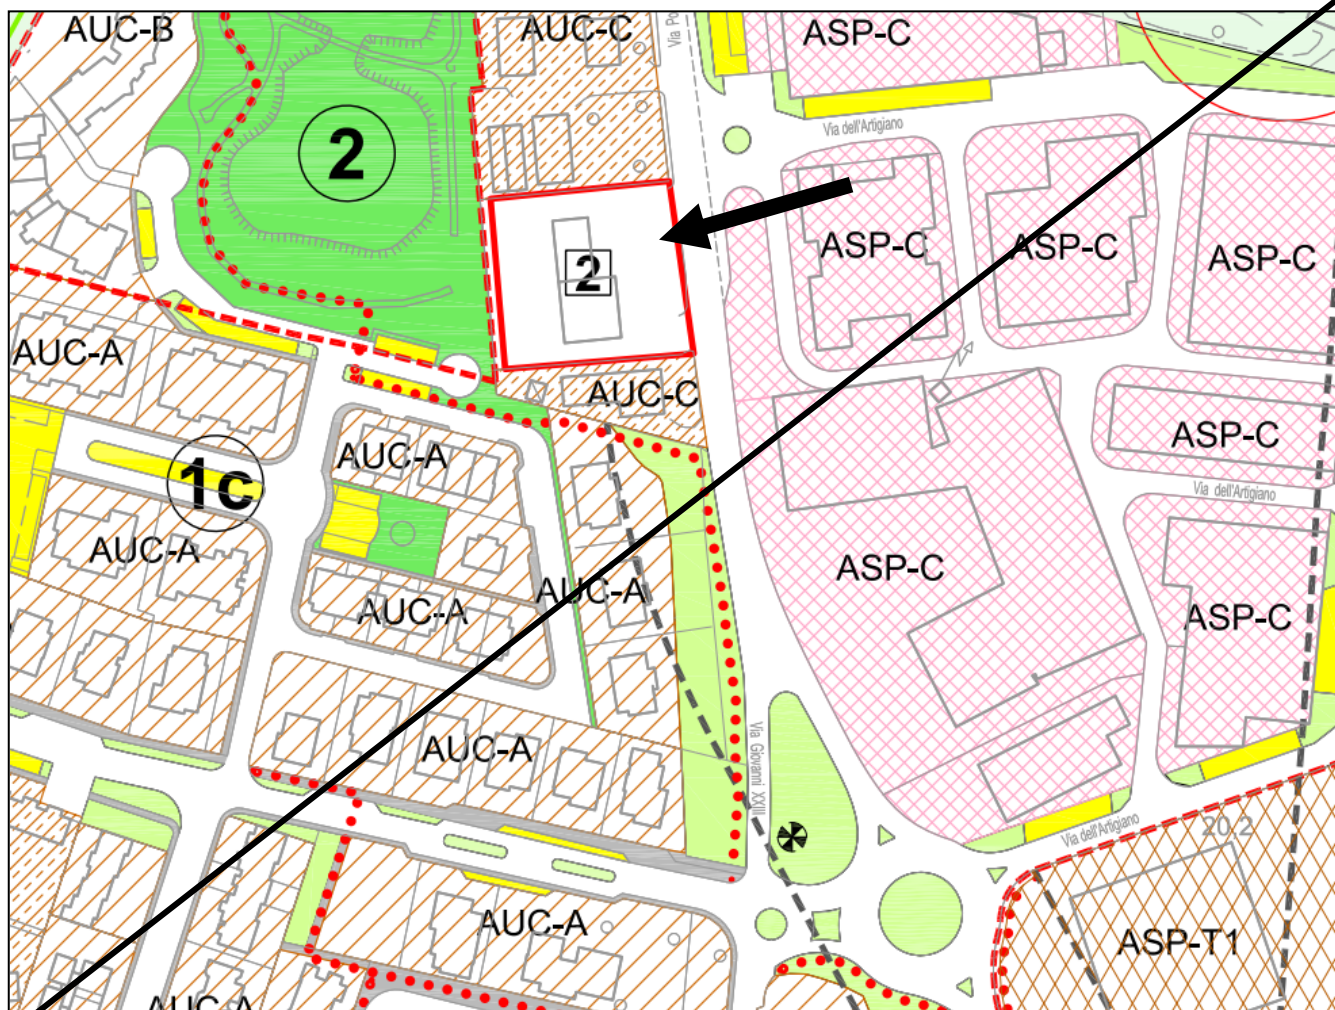 AUC-B
AUC-C
Via Po
ASP-C
Via dell'Artigiano
2
2
ASP-C
ASP-C
ASP-C
AUC-A
AUC-C
AUC-A
ASP-C
1c
Via dell'Artigiano
AUC-A
ASP-C
AUC-A
AUC-A
ASP-C
AUC-A
Via Giovanni XXIII
Via dell'Artigiano
20.2
AUC-A
ASP-T1
AUC-A